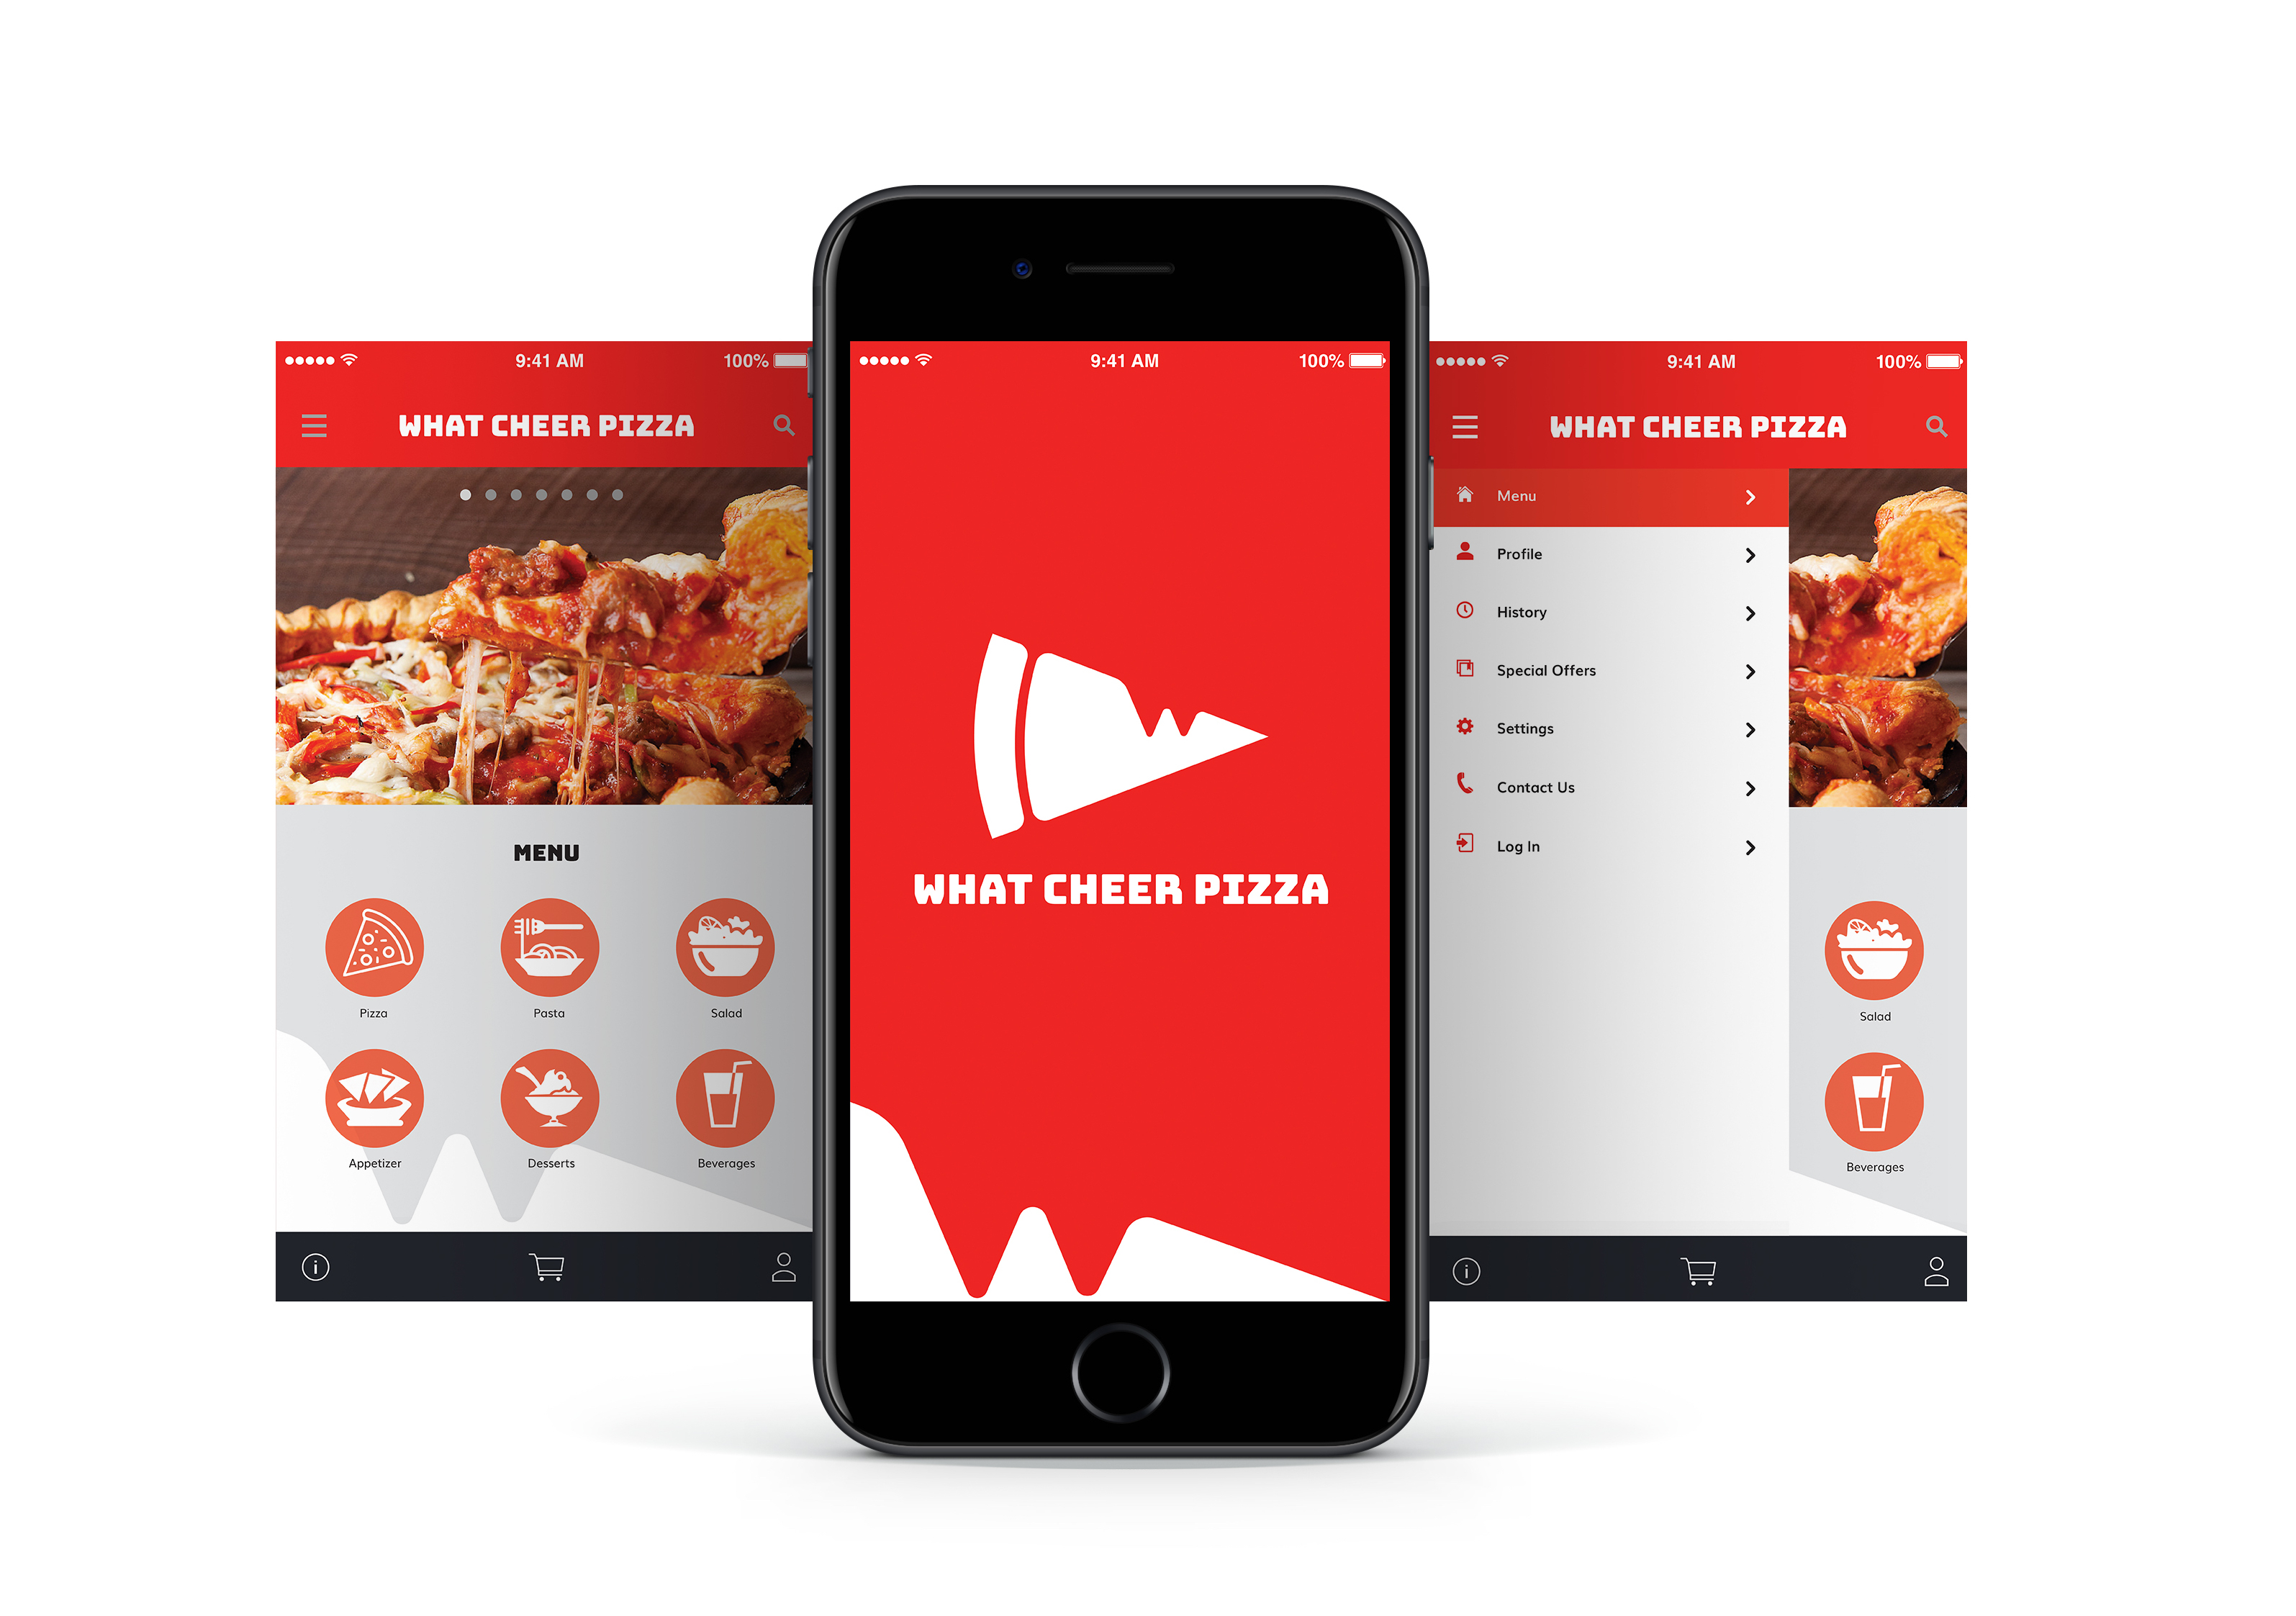 9:41 AM
100%
WHAT CHEER PIZZA
MENU
Pizza
Pasta
Salad
Appetizer
Desserts
Beverages
9:41 AM
100%
WHAT CHEER PIZZA
9:41 AM
100%
WHAT CHEER PIZZA
Menu
Profile
History
Special Offers
Settings
Contact Us
Log In
Salad
Beverages